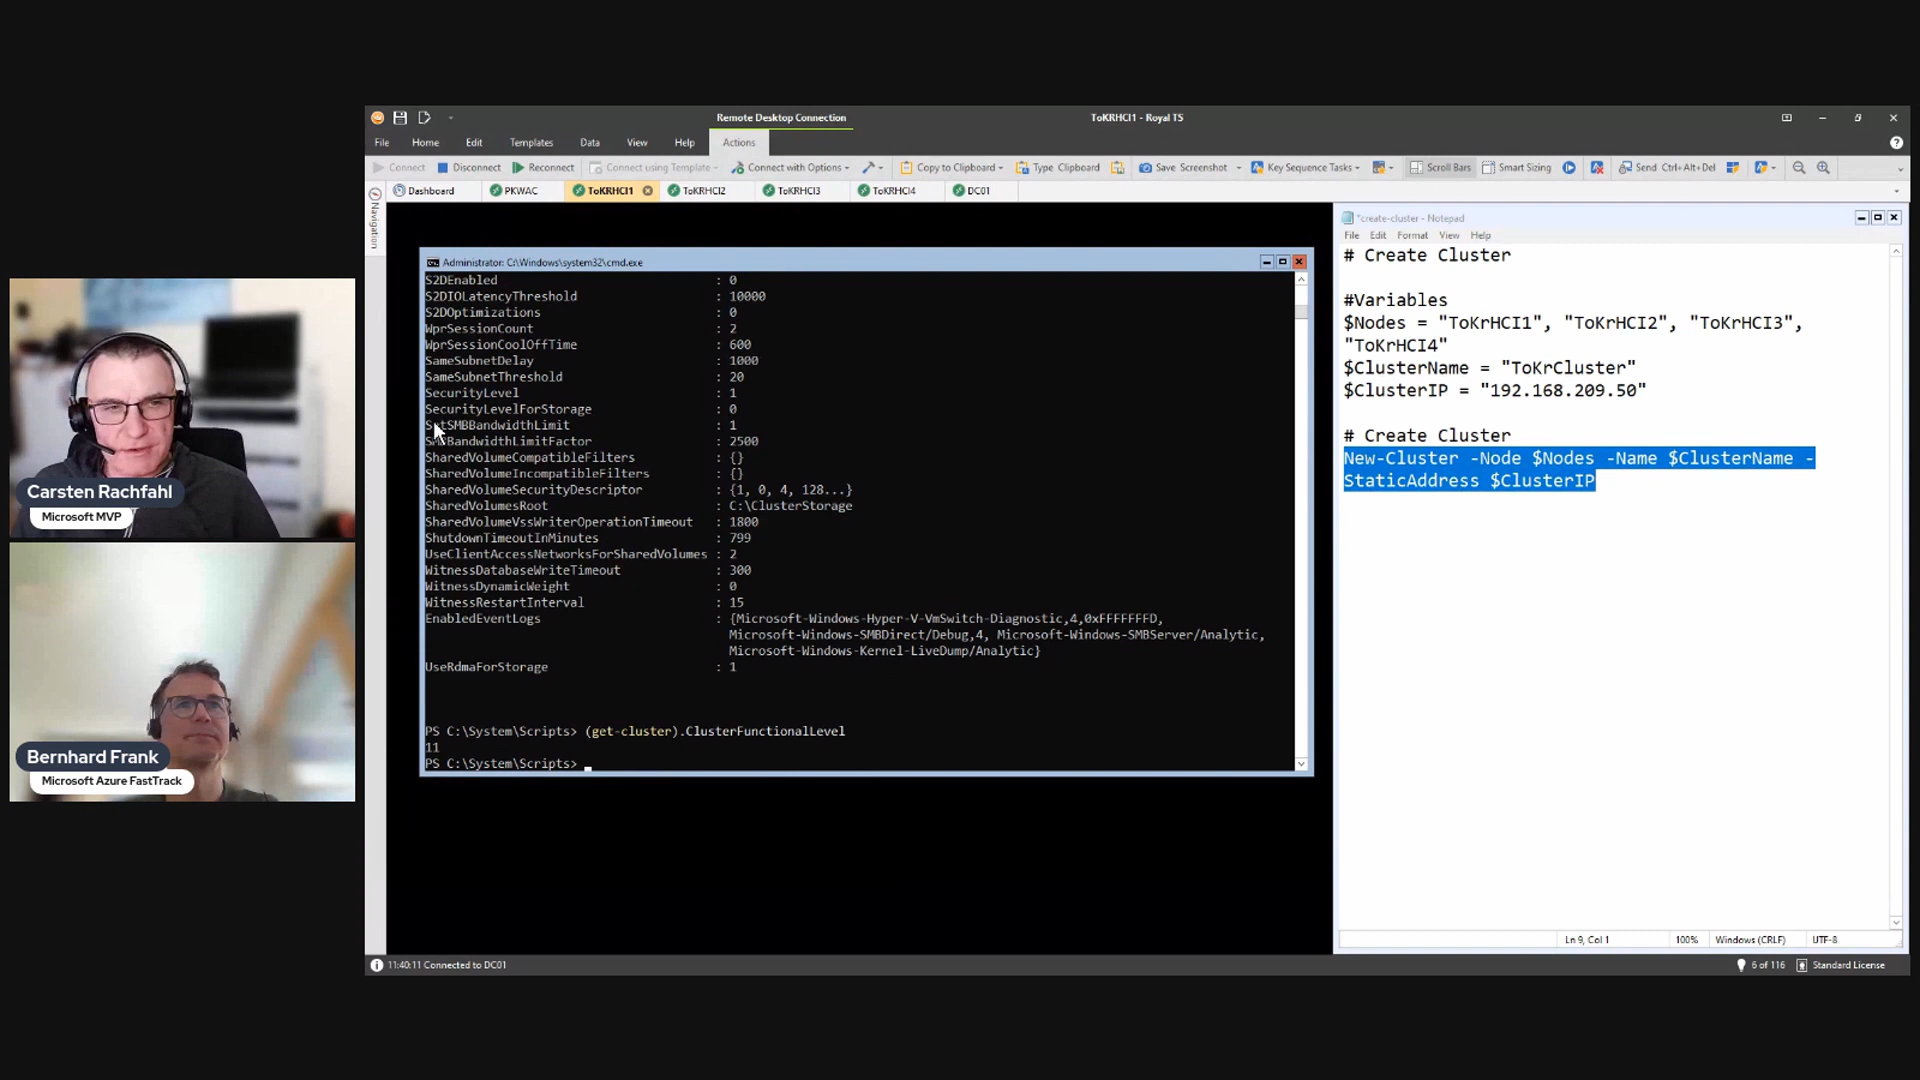 Remote Desktop Connection
ToKRHCI1 - Royal TS
File Home Edit Templates Data View Help Actions
Connect Disconnect Reconnect Connect using Template Connect with Options Copy to Clipboard Type Clipboard Save Screenshot Key Sequence Tasks Scroll Bars Smart Sizing Send Ctrl+Alt+Del
Dashboard PKWAC ToKRHCI1 ToKRHCI2 ToKRHCI3 ToKRHCI4 DC01
Navigation
Administrator: C:\Windows\system32\cmd.exe
S2DEnabled : 0
S2DIOLatencyThreshold : 10000
S2DOptimizations : 0
WprSessionCount : 2
WprSessionCoolOffTime : 600
SameSubnetDelay : 1000
SameSubnetThreshold : 20
SecurityLevel : 1
SecurityLevelForStorage : 0
SetSMBBandwidthLimit : 1
SMBBandwidthLimitFactor : 2500
SharedVolumeCompatibleFilters : {}
SharedVolumeIncompatibleFilters : {}
SharedVolumeSecurityDescriptor : {1, 0, 4, 128...}
SharedVolumesRoot : C:\ClusterStorage
SharedVolumeVssWriterOperationTimeout : 1800
ShutdownTimeoutInMinutes : 799
UseClientAccessNetworksForSharedVolumes : 2
WitnessDatabaseWriteTimeout : 300
WitnessDynamicWeight : 0
WitnessRestartInterval : 15
EnabledEventLogs : {Microsoft-Windows-Hyper-V-VmSwitch-Diagnostic,4,0xFFFFFFFD,
Microsoft-Windows-SMBDirect/Debug,4, Microsoft-Windows-SMBServer/Analytic,
Microsoft-Windows-Kernel-LiveDump/Analytic}
UseRdmaForStorage : 1
PS C:\System\Scripts> (get-cluster).ClusterFunctionalLevel
11
PS C:\System\Scripts>
*create-cluster - Notepad
File Edit Format View Help
# Create Cluster
#Variables
$Nodes = "ToKrHCI1", "ToKrHCI2", "ToKrHCI3",
"ToKrHCI4"
$ClusterName = "ToKrCluster"
$ClusterIP = "192.168.209.50"
# Create Cluster
New-Cluster -Node $Nodes -Name $ClusterName -
StaticAddress $ClusterIP
Ln 9, Col 1 100% Windows (CRLF) UTF-8
11:40:11 Connected to DC01
6 of 116 Standard License
Carsten Rachfahl
Microsoft MVP
Bernhard Frank
Microsoft Azure FastTrack